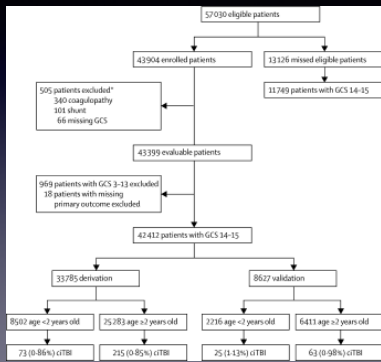 57030 eligible patients
43904 enrolled patients
13126 missed eligible patients
505 patients excluded*
340 coagulopathy
101 shunt
66 missing GCS
11749 patients with GCS 14–15
43399 evaluable patients
969 patients with GCS 3–13 excluded
18 patients with missing
primary outcome excluded
42412 patients with GCS 14–15
33785 derivation
8627 validation
8502 age <2 years old
25283 age ≥2 years old
2216 age <2 years old
6411 age ≥2 years old
73 (0·86%) ciTBI
215 (0·85%) ciTBI
25 (1·13%) ciTBI
63 (0·98%) ciTBI